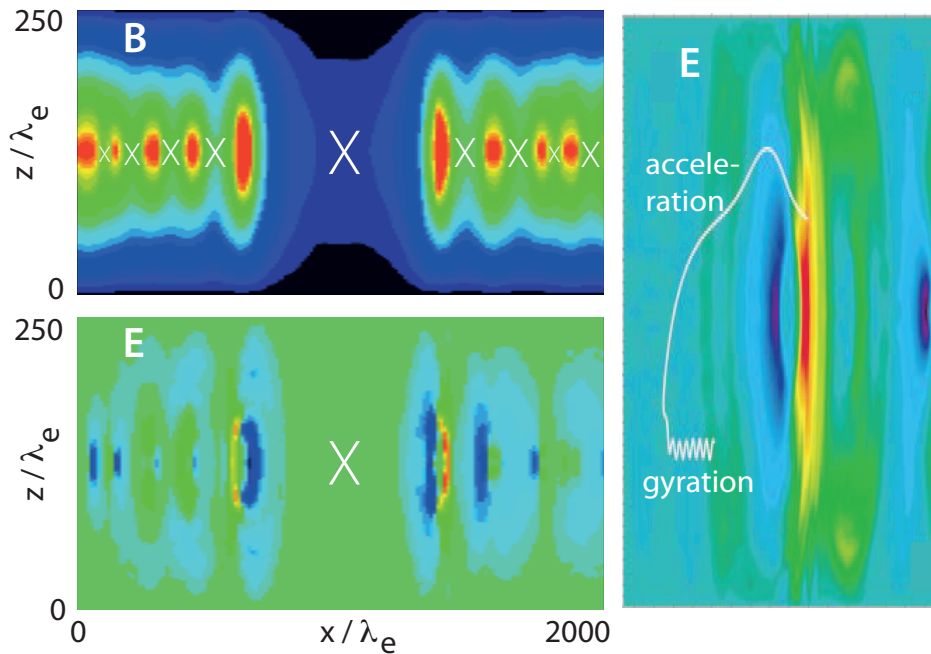 250
B
z / λe
0
X X X X X X X X X X
250
E
z / λe
X
0
0
x / λe
2000
E
accele-
ration
gyration